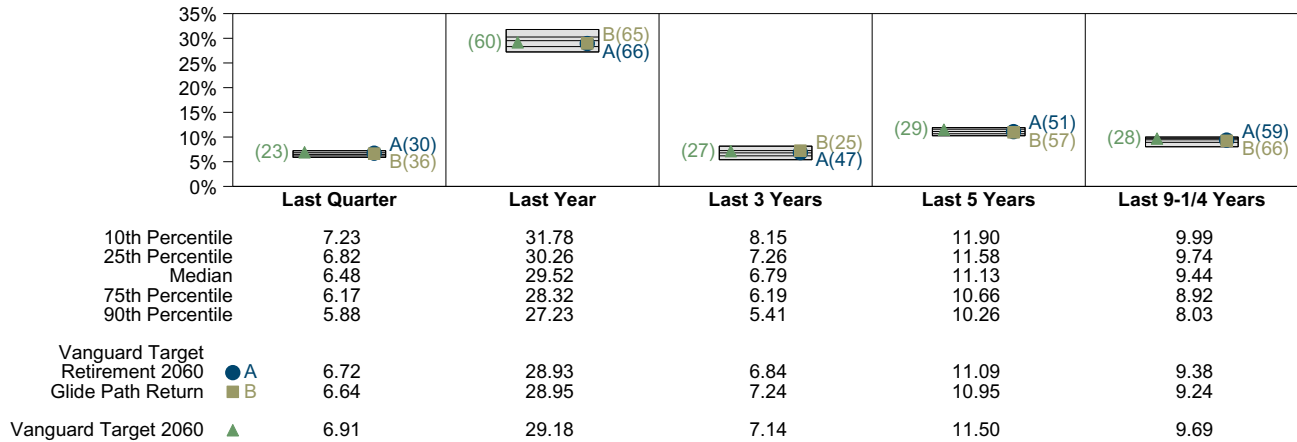 35%
30%
25%
20%
15%
10%
5%
0%
(23) A(30)
B(36)
(60) B(65)
A(66)
(27) B(25)
A(47)
(29) A(51)
B(57)
(28) A(59)
B(66)
Last Quarter Last Year Last 3 Years Last 5 Years Last 9-1/4 Years
10th Percentile 7.23 31.78 8.15 11.90 9.99
25th Percentile 6.82 30.26 7.26 11.58 9.74
Median 6.48 29.52 6.79 11.13 9.44
75th Percentile 6.17 28.32 6.19 10.66 8.92
90th Percentile 5.88 27.23 5.41 10.26 8.03
Vanguard Target
Retirement 2060 A 6.72 28.93 6.84 11.09 9.38
Glide Path Return B 6.64 28.95 7.24 10.95 9.24
Vanguard Target 2060 6.91 29.18 7.14 11.50 9.69